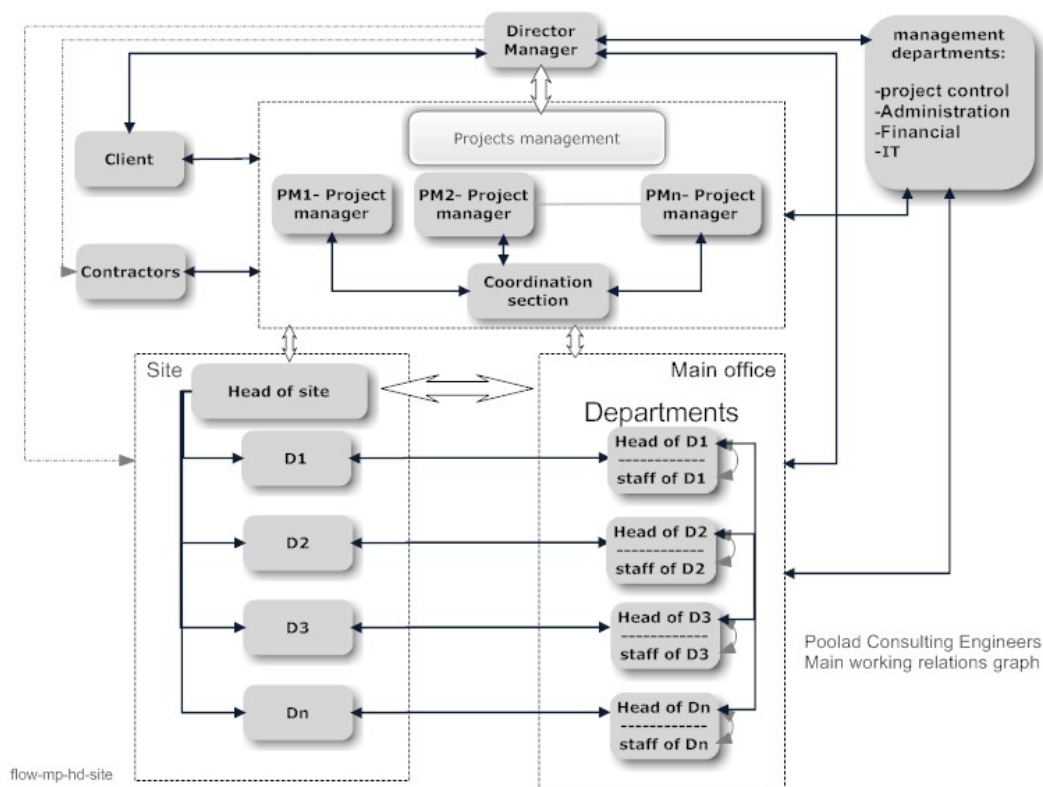 Director
Manager
management
departments:
-project control
-Administration
-Financial
-IT
Projects management
Client
PM1- Project
manager
PM2- Project
manager
PMn- Project
manager
Contractors
Coordination
section
Site
Head of site
Main office
Departments
D1
Head of D1
------------
staff of D1
D2
Head of D2
------------
staff of D2
D3
Head of D3
------------
staff of D3
Dn
Head of Dn
------------
staff of Dn
Poolad Consulting Engineers
Main working relations graph
flow-mp-hd-site